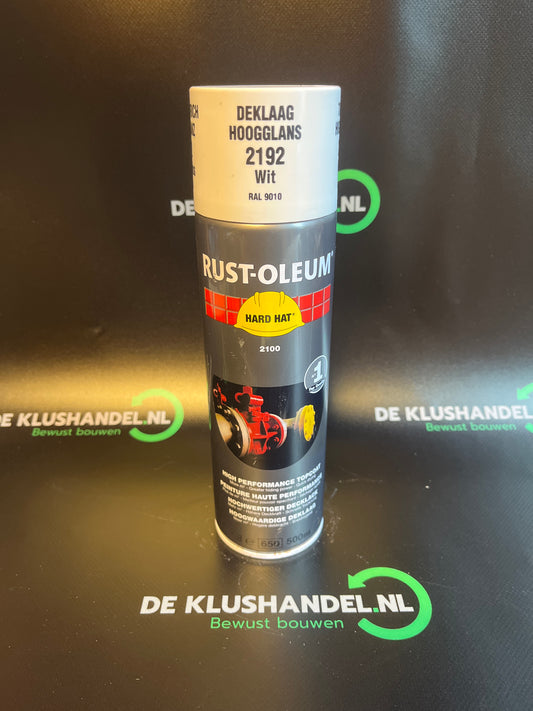 DEKLAAG
HOOGGLANS
2192
Wit
RAL 9010
DE NL
RUST-OLEUM
HARD HAT
2100
1
DE KLUSHANDEL.NL
Bewust bouwen
DE KLUSHANDEL.NL
Bewust bouwen
HIGH PERFORMANCE TOPCOAT
PEINTURE HAUTE PERFORMANCE
HOCHWERTIGER DECKLACK
HOOGWAARDIGE DEKLAAG
650 500ml
DE KLUSHANDEL.NL
Bewust bouwen